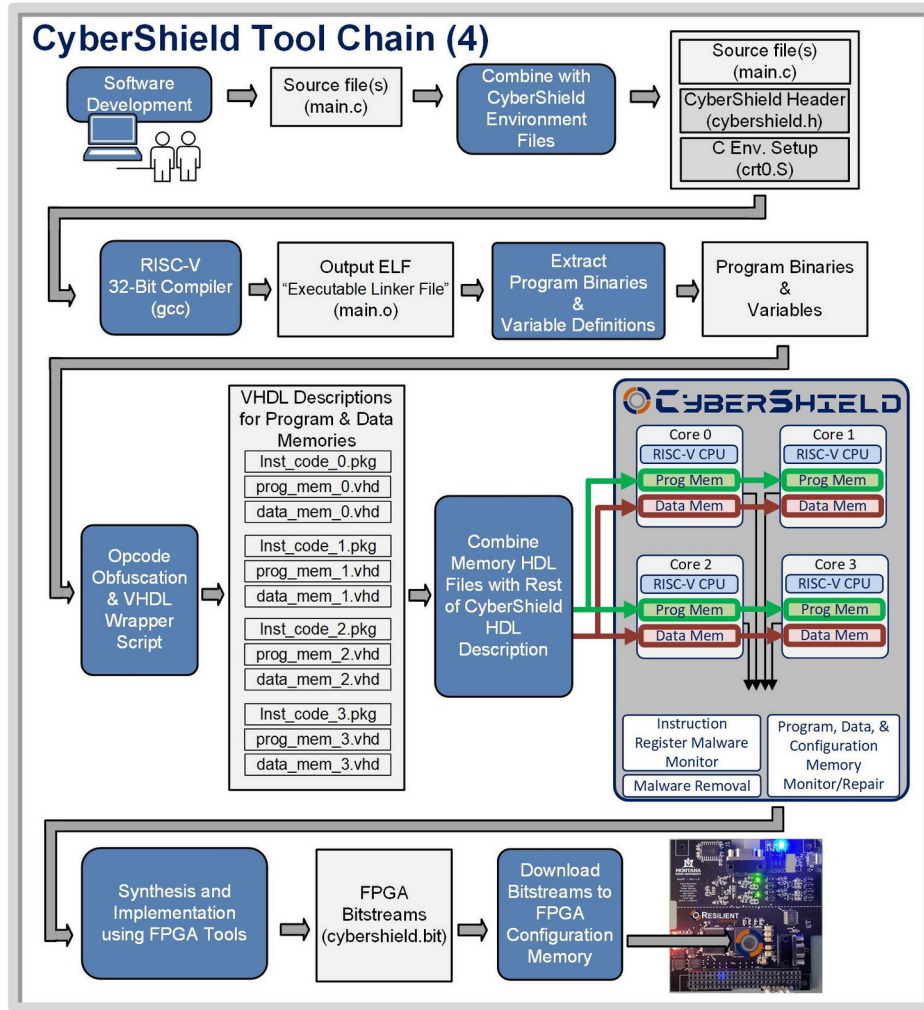 CyberShield Tool Chain (4)
Software
Development
Source file(s)
(main.c)
Combine with
CyberShield
Environment
Files
Source file(s)
(main.c)
CyberShield Header
(cybershield.h)
C Env. Setup
(crt0.S)
RISC-V
32-Bit Compiler
(gcc)
Output ELF
“Executable Linker File”
(main.o)
Extract
Program Binaries
&
Variable Definitions
Program Binaries
&
Variables
Opcode
Obfuscation
& VHDL
Wrapper
Script
VHDL Descriptions
for Program & Data
Memories
Inst_code_0.pkg
prog_mem_0.vhd
data_mem_0.vhd
Inst_code_1.pkg
prog_mem_1.vhd
data_mem_1.vhd
Inst_code_2.pkg
prog_mem_2.vhd
data_mem_2.vhd
Inst_code_3.pkg
prog_mem_3.vhd
data_mem_3.vhd
Combine
Memory HDL
Files with Rest
of CyberShield
HDL
Description
CYBERSHIELD
Core 0
RISC-V CPU
Prog Mem
Data Mem
Core 1
RISC-V CPU
Prog Mem
Data Mem
Core 2
RISC-V CPU
Prog Mem
Data Mem
Core 3
RISC-V CPU
Prog Mem
Data Mem
Instruction
Register Malware
Monitor
Malware Removal
Program, Data, &
Configuration
Memory
Monitor/Repair
Synthesis and
Implementation
using FPGA Tools
FPGA
Bitstreams
(cybershield.bit)
Download
Bitstreams to
FPGA
Configuration
Memory
MONTANA
RESILIENT